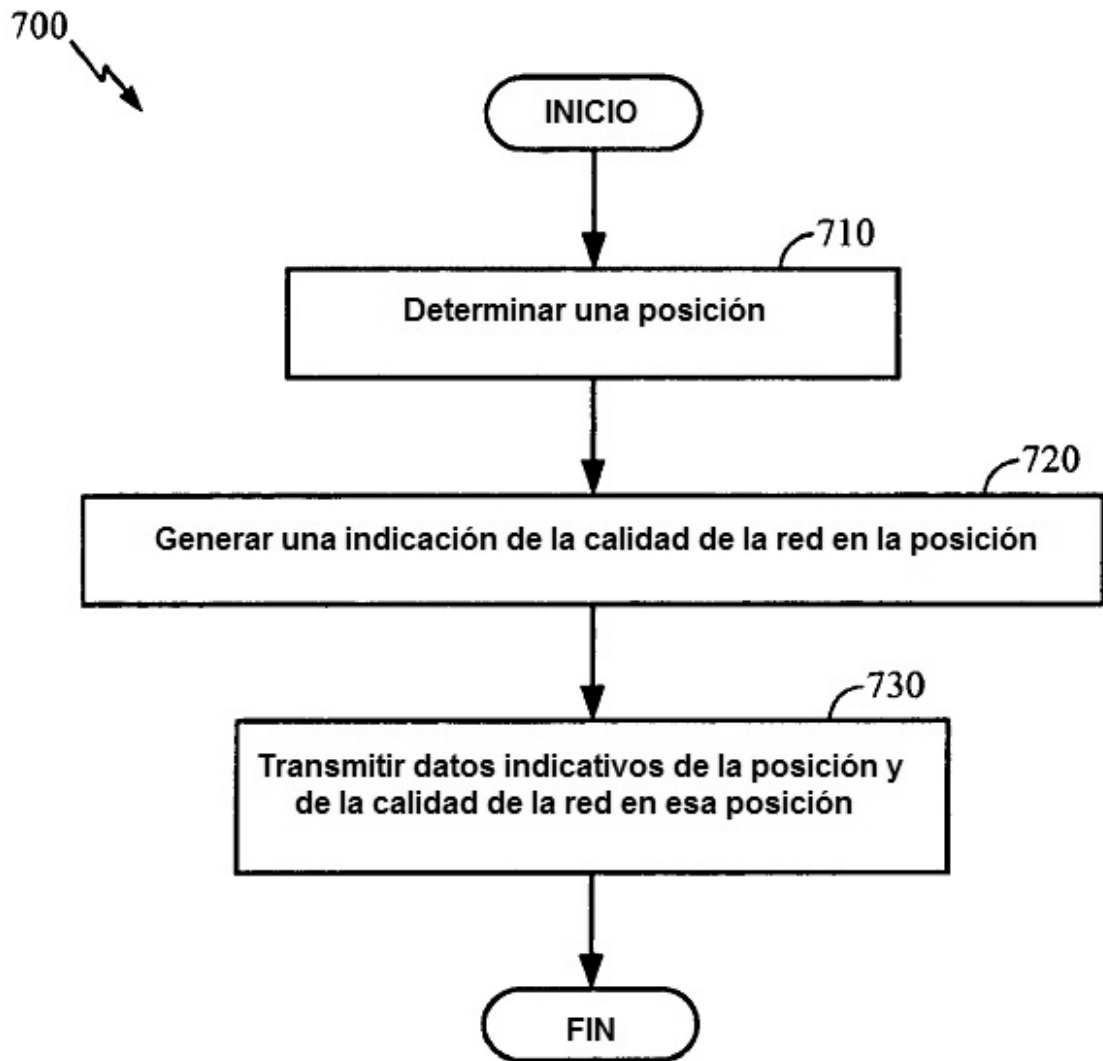 700
INICIO
710
Determinar una posición
720
Generar una indicación de la calidad de la red en la posición
730
Transmitir datos indicativos de la posición y
de la calidad de la red en esa posición
FIN